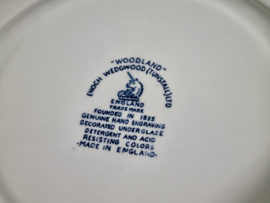 "WOODLAND"
ENOCH WEDGWOOD (TUNSTALL) LTD
ENGLAND
TRADE MARK
FOUNDED IN 1835
GENUINE HAND ENGRAVING
DECORATED UNDERGLAZE
DETERGENT AND ACID
RESISTING COLORS
-MADE IN ENGLAND-